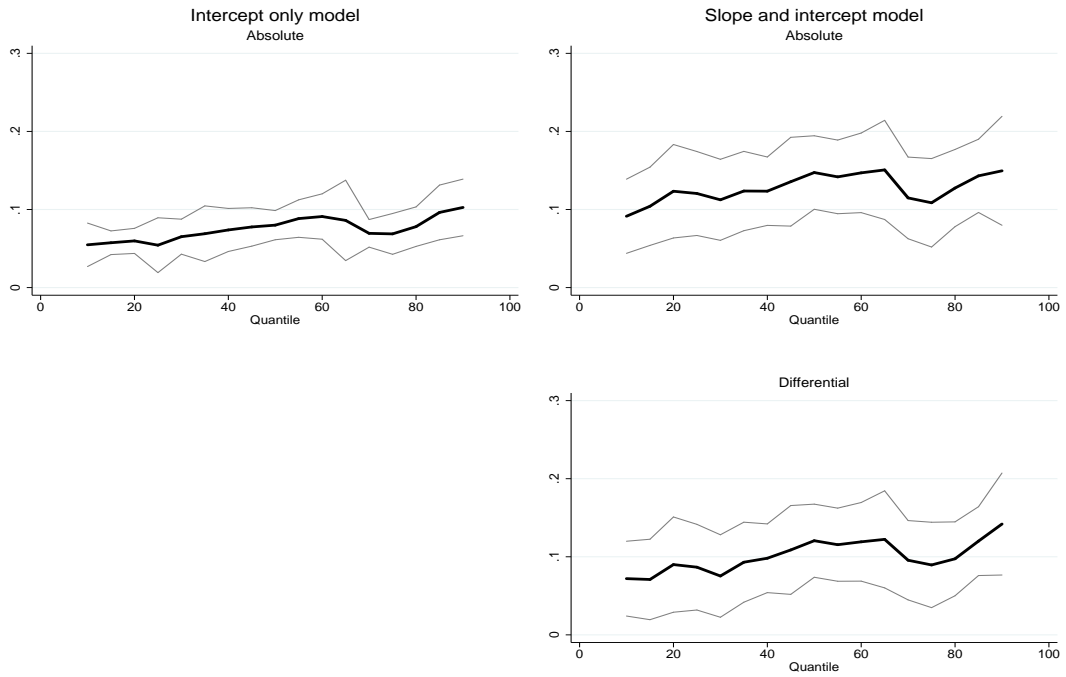 Intercept only model
Absolute
.3
.2
.1
0
0 20 40 60 80 100
Quantile
Slope and intercept model
Absolute
.3
.2
.1
0
0 20 40 60 80 100
Quantile
Differential
.3
.2
.1
0
0 20 40 60 80 100
Quantile